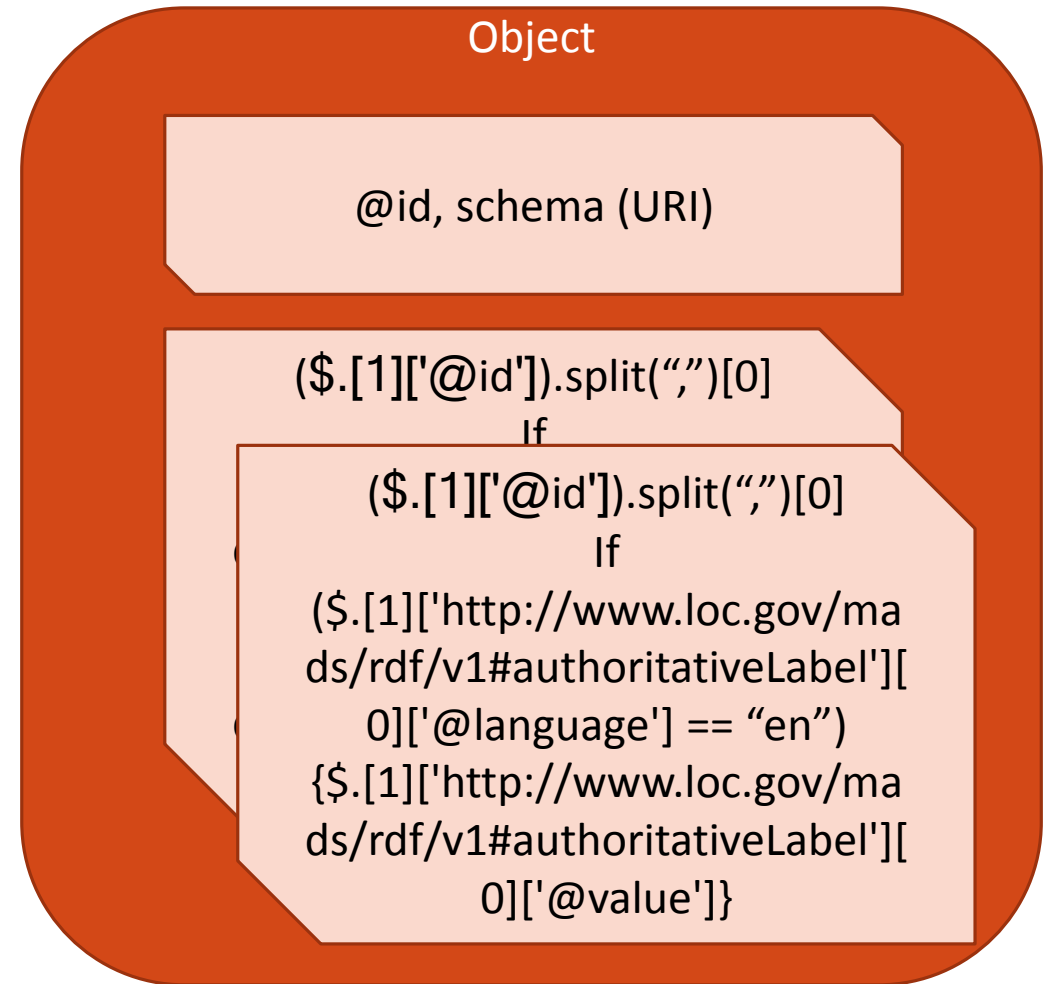 Object
@id, schema (URI)
($.[1]['@id']).split(“,”)[0]
If
($.[1]['@id']).split(“,”)[0]
If
($.[1]['http://www.loc.gov/ma
ds/rdf/v1#authoritativeLabel'][
0]['@language'] == “en”)
{$.[1]['http://www.loc.gov/ma
ds/rdf/v1#authoritativeLabel'][
0]['@value']}